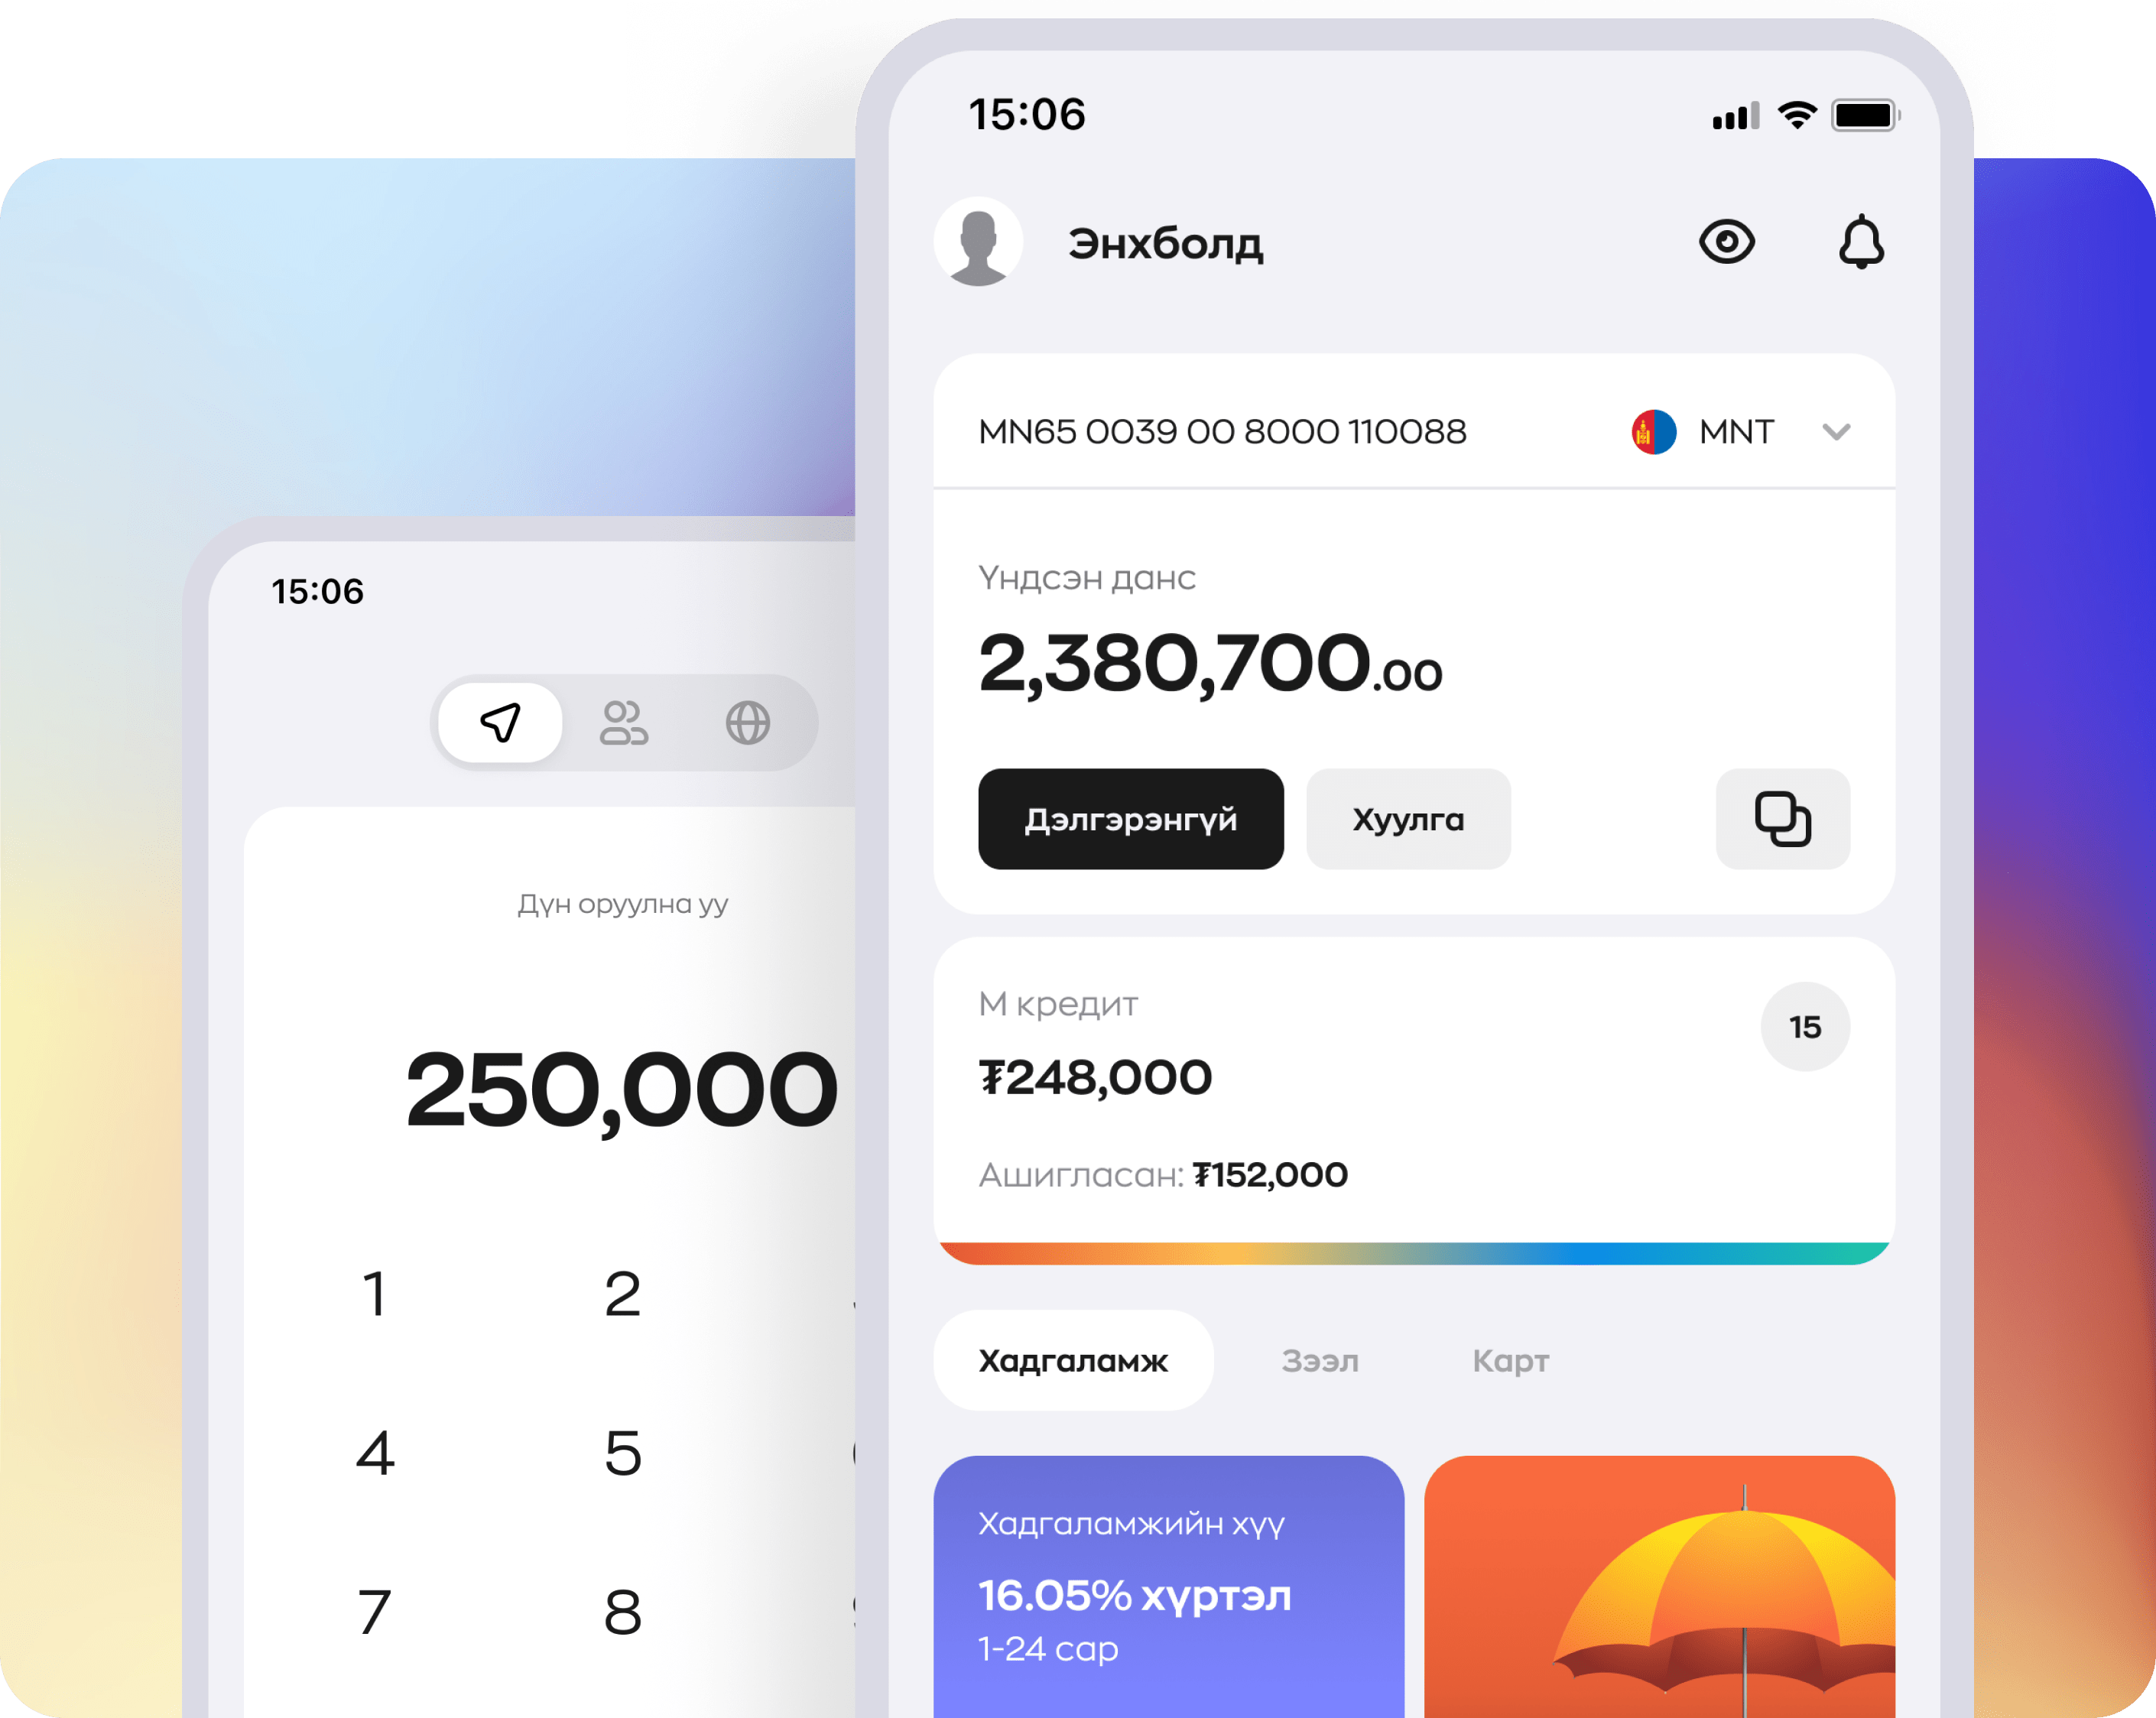 15:06
Энхболд
MN65 0039 00 8000 110088
MNT
Үндсэн данс
2,380,700.00
Дэлгэрэнгүй
Хуулга
М кредит
15
₮248,000
Ашигласан: ₮152,000
Хадгаламж
Зээл
Карт
Хадгаламжийн хүү
16.05% хүртэл
1-24 сар
15:06
Дүн оруулна уу
250,000
1 2
4 5
7 8